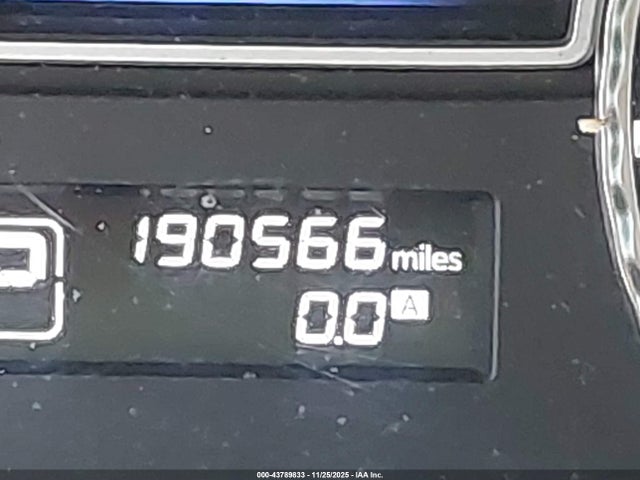 190566 miles
P
0.0 A
000-43789833 - 11/25/2025 - IAA Inc.